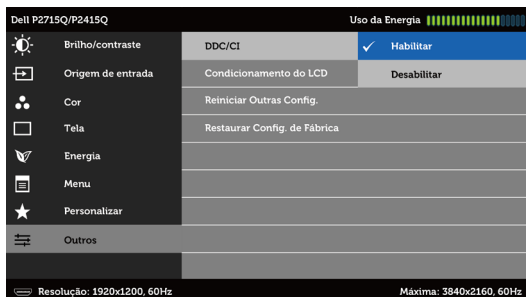 Dell P2715Q/P2415Q Uso da Energia
Brilho/contraste DDC/CI Habilitar
Origem de entrada Condicionamento do LCD Desabilitar
Cor Reiniciar Outras Config.
Tela Restaurar Config. de Fábrica
Energia
Menu
Personalizar
Outros
Resolução: 1920x1200, 60Hz Máxima: 3840x2160, 60Hz